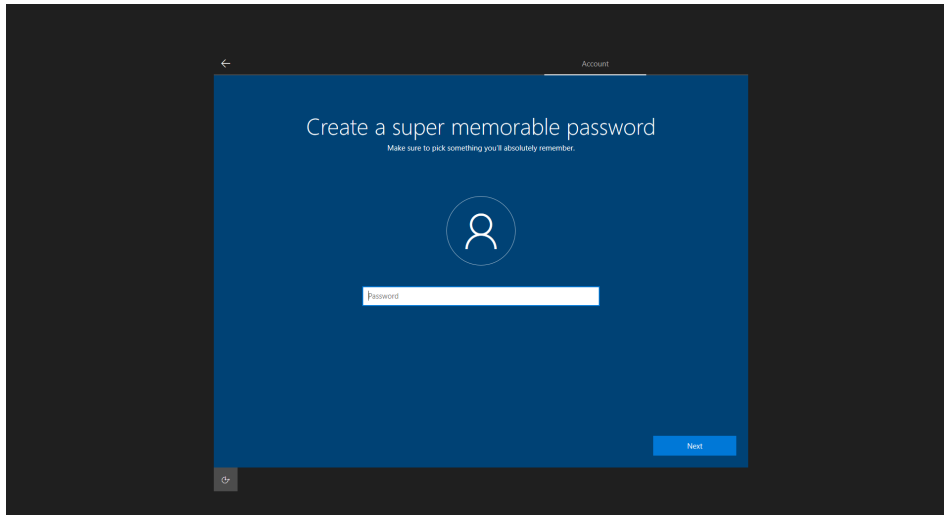 Account
Create a super memorable password
Make sure to pick something you'll absolutely remember.
Password
Next